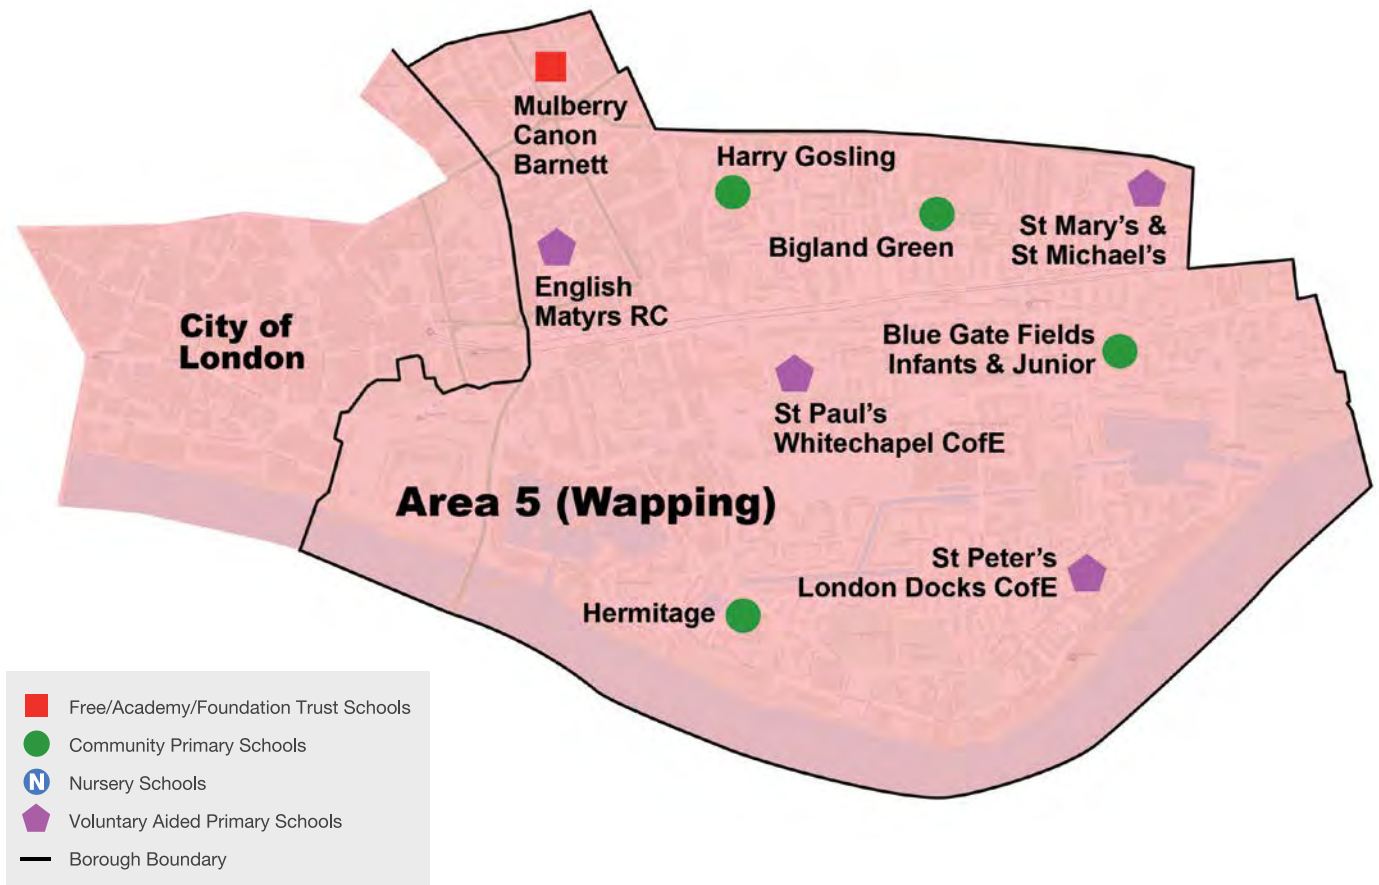 Mulberry
Canon
Barnett
Harry Gosling
Bigland Green
St Mary's &
St Michael's
English
Matyrs RC
City of
London
Blue Gate Fields
Infants & Junior
St Paul's
Whitechapel CofE
Area 5 (Wapping)
St Peter's
London Docks CofE
Hermitage
Free/Academy/Foundation Trust Schools
Community Primary Schools
N
Nursery Schools
Voluntary Aided Primary Schools
Borough Boundary